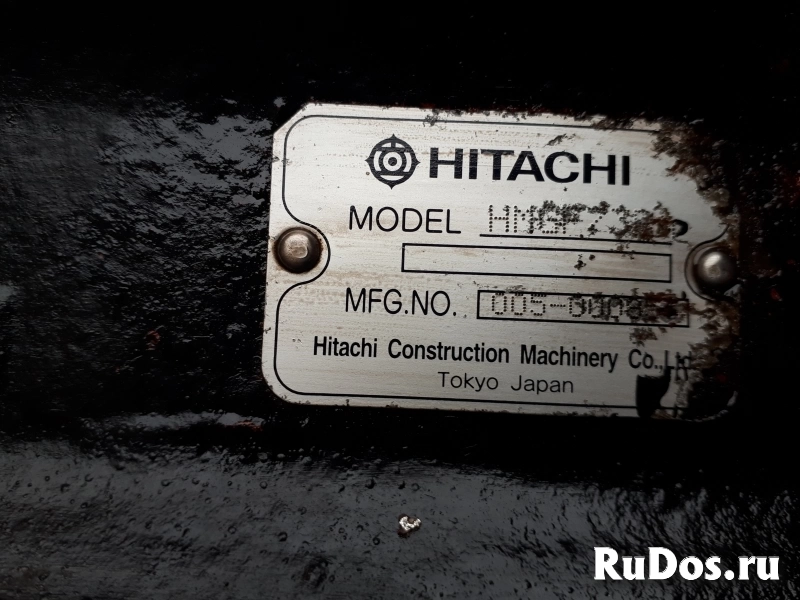 HITACHI
MODEL
MFG.NO.
Hitachi Construction Machinery Co.,Ltd
Tokyo Japan
RuDos.ru